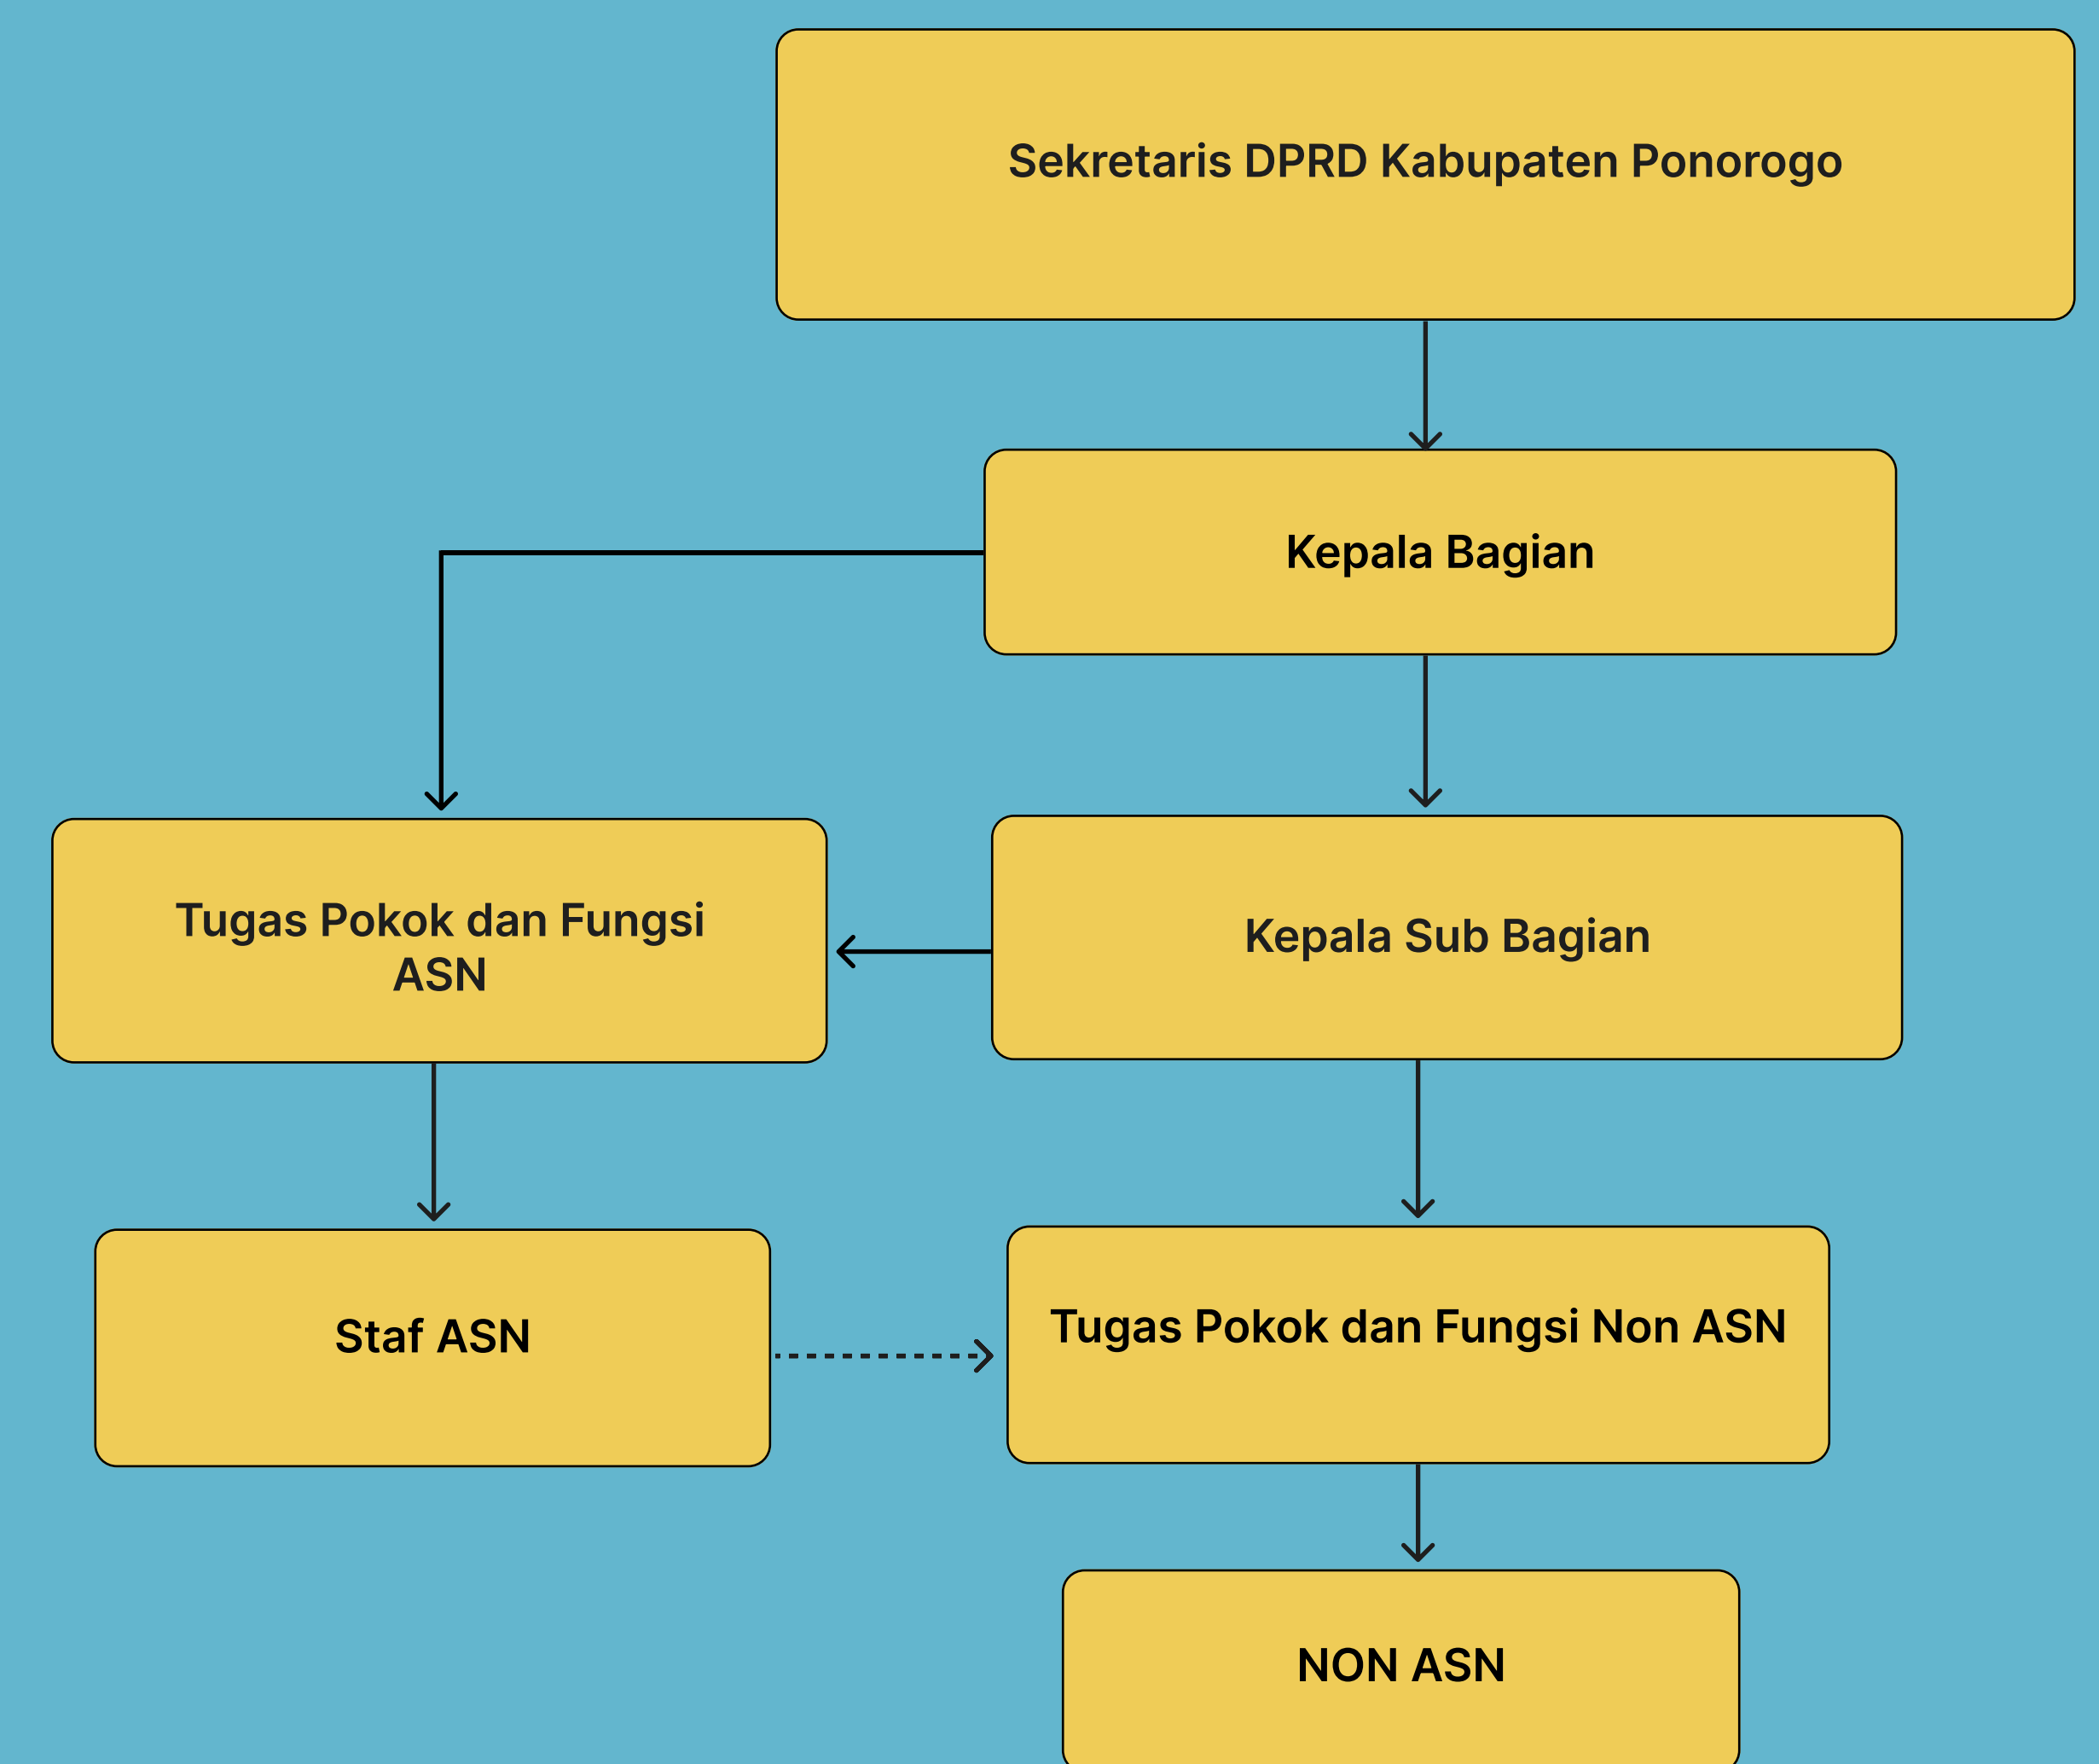 Sekretaris DPRD Kabupaten Ponorogo
Kepala Bagian
Tugas Pokok dan Fungsi
ASN
Kepala Sub Bagian
Staf ASN
Tugas Pokok dan Fungsi Non ASN
NON ASN